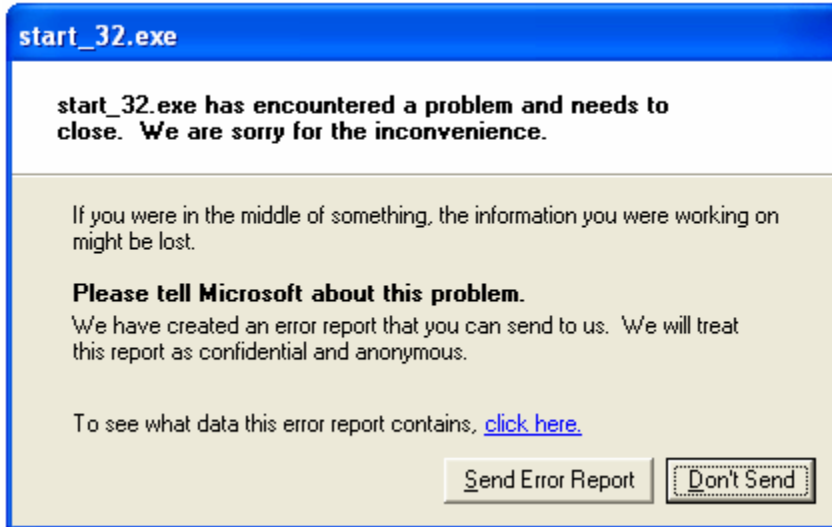 start_32.exe
start_32.exe has encountered a problem and needs to
close.  We are sorry for the inconvenience.
If you were in the middle of something, the information you were working on
might be lost.
Please tell Microsoft about this problem.
We have created an error report that you can send to us.  We will treat
this report as confidential and anonymous.
To see what data this error report contains, click here.
Send Error Report Don't Send